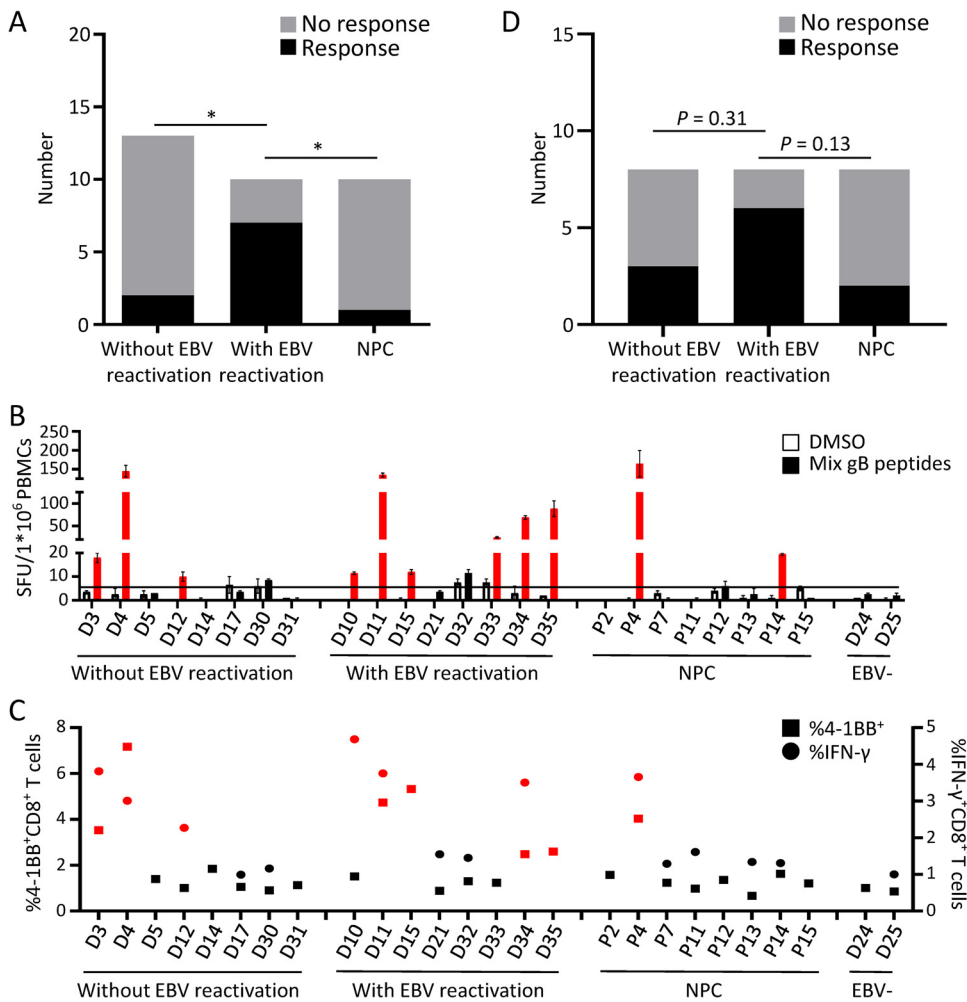 A
No response
Response
20
15
10
5
0
Number
*
*
Without EBV reactivation
With EBV reactivation
NPC
D
No response
Response
15
10
5
0
Number
P = 0.31
P = 0.13
Without EBV reactivation
With EBV reactivation
NPC
B
250
200
150
100
50
20
10
0
SFU/1*10⁶ PBMCs
DMSO
Mix gB peptides
D3 D4 D5 D12 D14 D17 D30 D31 D10 D11 D15 D21 D32 D33 D34 D35 P2 P4 P7 P11 P12 P13 P14 P15 D24 D25
Without EBV reactivation With EBV reactivation NPC EBV-
C
8
6
4
2
0
%4-1BB⁺CD8⁺ T cells
%4-1BB⁺
%IFN-γ
5
4
3
2
1
0
%IFN-γ⁺CD8⁺ T cells
D3 D4 D5 D12 D14 D17 D30 D31 D10 D11 D15 D21 D32 D33 D34 D35 P2 P4 P7 P11 P12 P13 P14 P15 D24 D25
Without EBV reactivation With EBV reactivation NPC EBV-